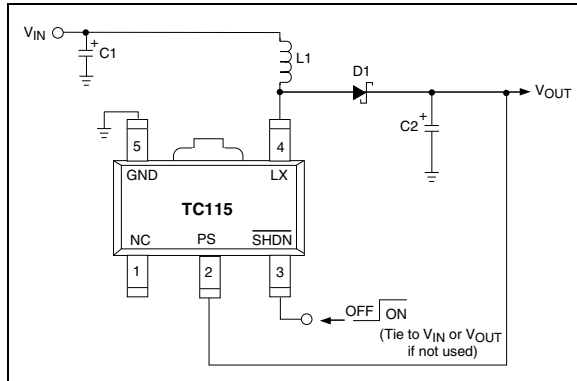 VIN
C1
L1
D1
VOUT
C2
5
4
GND
LX
TC115
NC
PS
SHDN
1
2
3
OFF
ON
(Tie to VIN or VOUT
if not used)